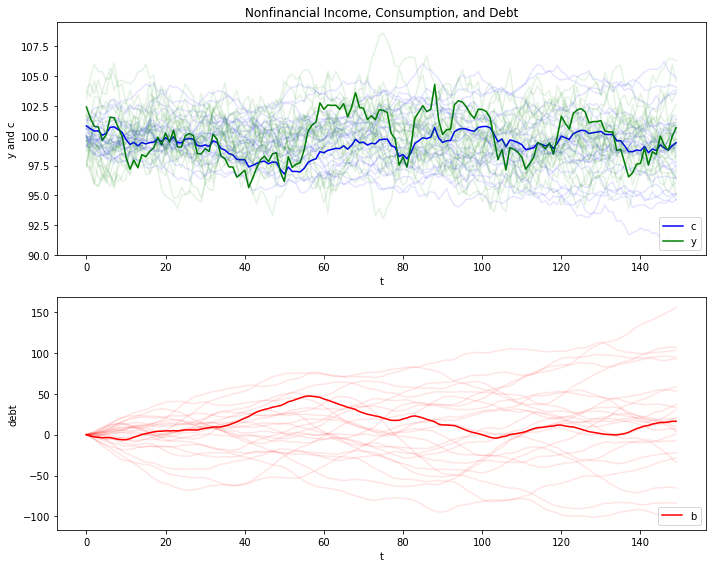 Nonfinancial Income, Consumption, and Debt
107.5
105.0
102.5
100.0
97.5
95.0
92.5
90.0
y and c
c
y
0 20 40 60 80 100 120 140
t
150
100
50
0
−50
−100
debt
b
0 20 40 60 80 100 120 140
t